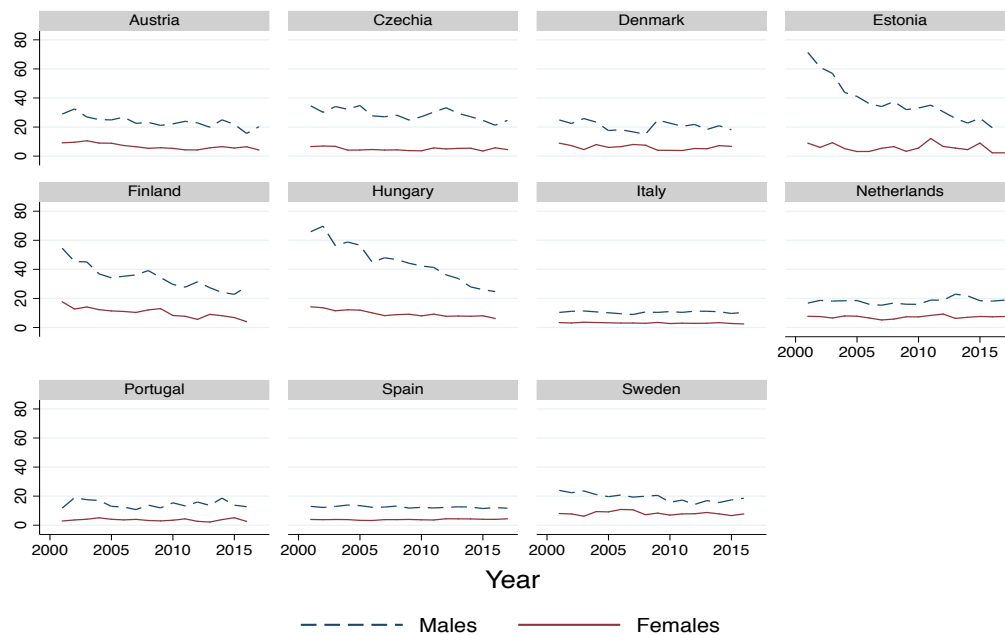 Austria Czechia Denmark Estonia
80
60
40
20
0
Finland Hungary Italy Netherlands
80
60
40
20
0
2000 2005 2010 2015
Portugal Spain Sweden
80
60
40
20
0
2000 2005 2010 2015 2000 2005 2010 2015 2000 2005 2010 2015
Year
Males Females